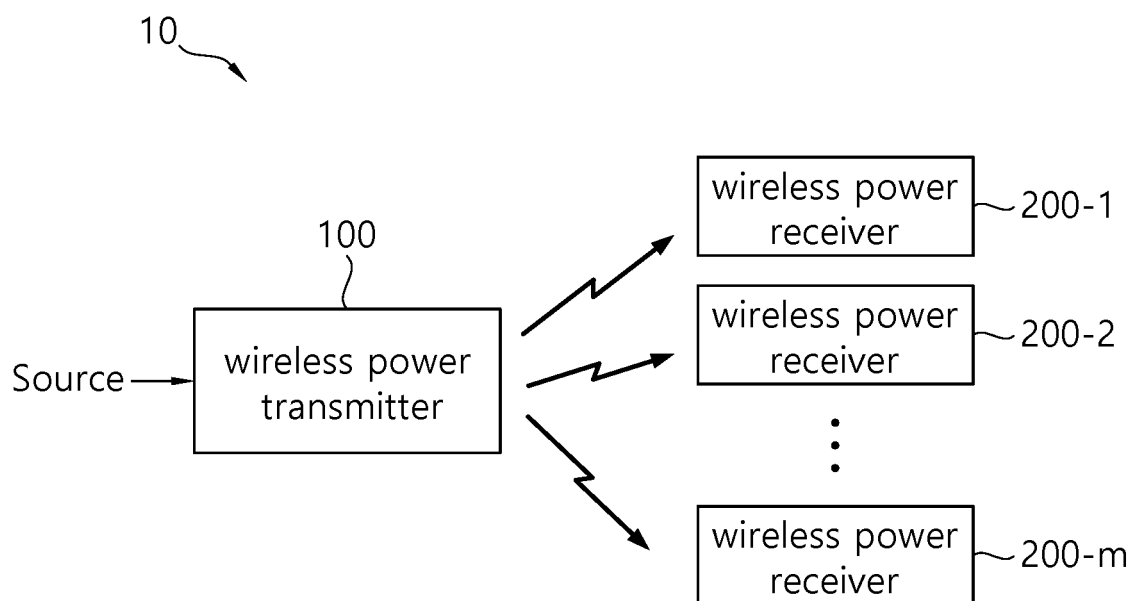 10
wireless power
receiver
200-1
100
wireless power
receiver
200-2
Source
wireless power
transmitter
wireless power
receiver
200-m